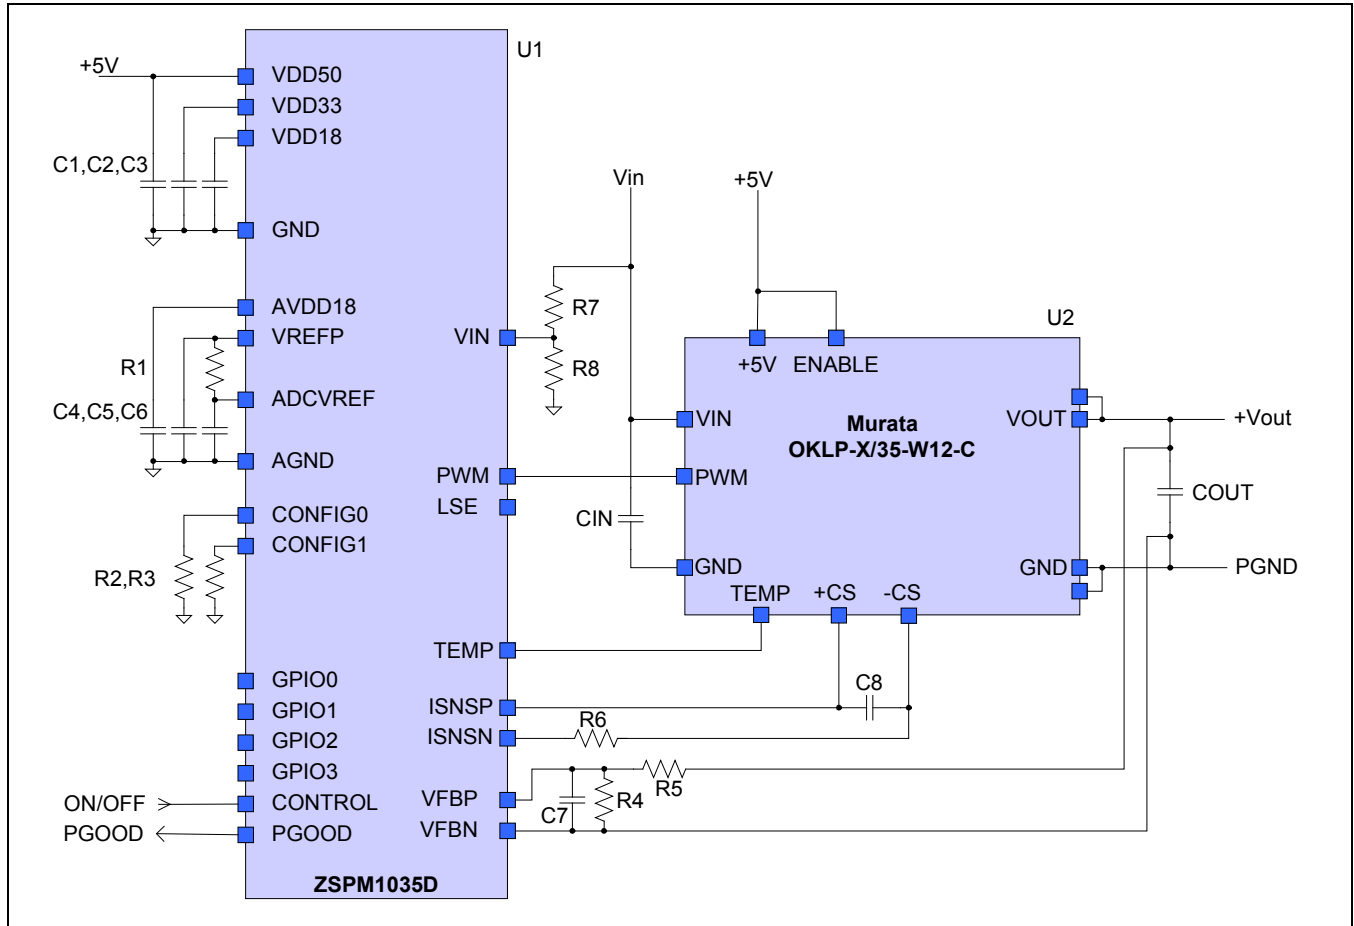 U1
+5V
VDD50
VDD33
VDD18
C1,C2,C3
GND
AVDD18
VREFP
R1
ADCVREF
C4,C5,C6
AGND
CONFIG0
CONFIG1
R2,R3
GPIO0
GPIO1
GPIO2
GPIO3
ON/OFF
CONTROL
PGOOD
PGOOD
VIN
PWM
LSE
TEMP
ISNSP
ISNSN
VFBP
VFBN
ZSPM1035D
Vin
+5V
R7
R8
CIN
U2
+5V
ENABLE
VIN
PWM
GND
Murata
OKLP-X/35-W12-C
VOUT
GND
TEMP
+CS
-CS
+Vout
COUT
PGND
C8
R6
R5
C7
R4